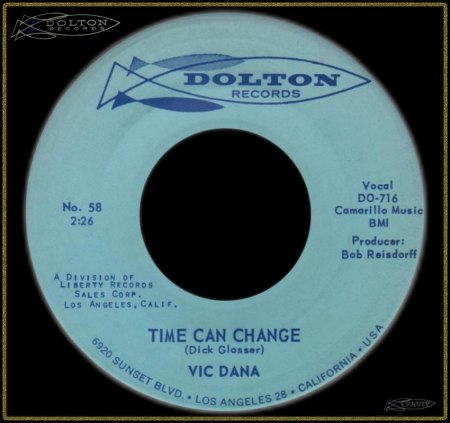 DOLTON
RECORDS
DOLTON
RECORDS
No. 58
2:26
Vocal
DO-716
Camarillo Music
BMI
Producer:
Bob Reisdorff
A DIVISION OF
LIBERTY RECORDS
SALES CORP.
LOS ANGELES, CALIF.
TIME CAN CHANGE
(Dick Glasser)
VIC DANA
6920 SUNSET BLVD. • LOS ANGELES 28 • CALIFORNIA • USA
DOLTON
RECORDS